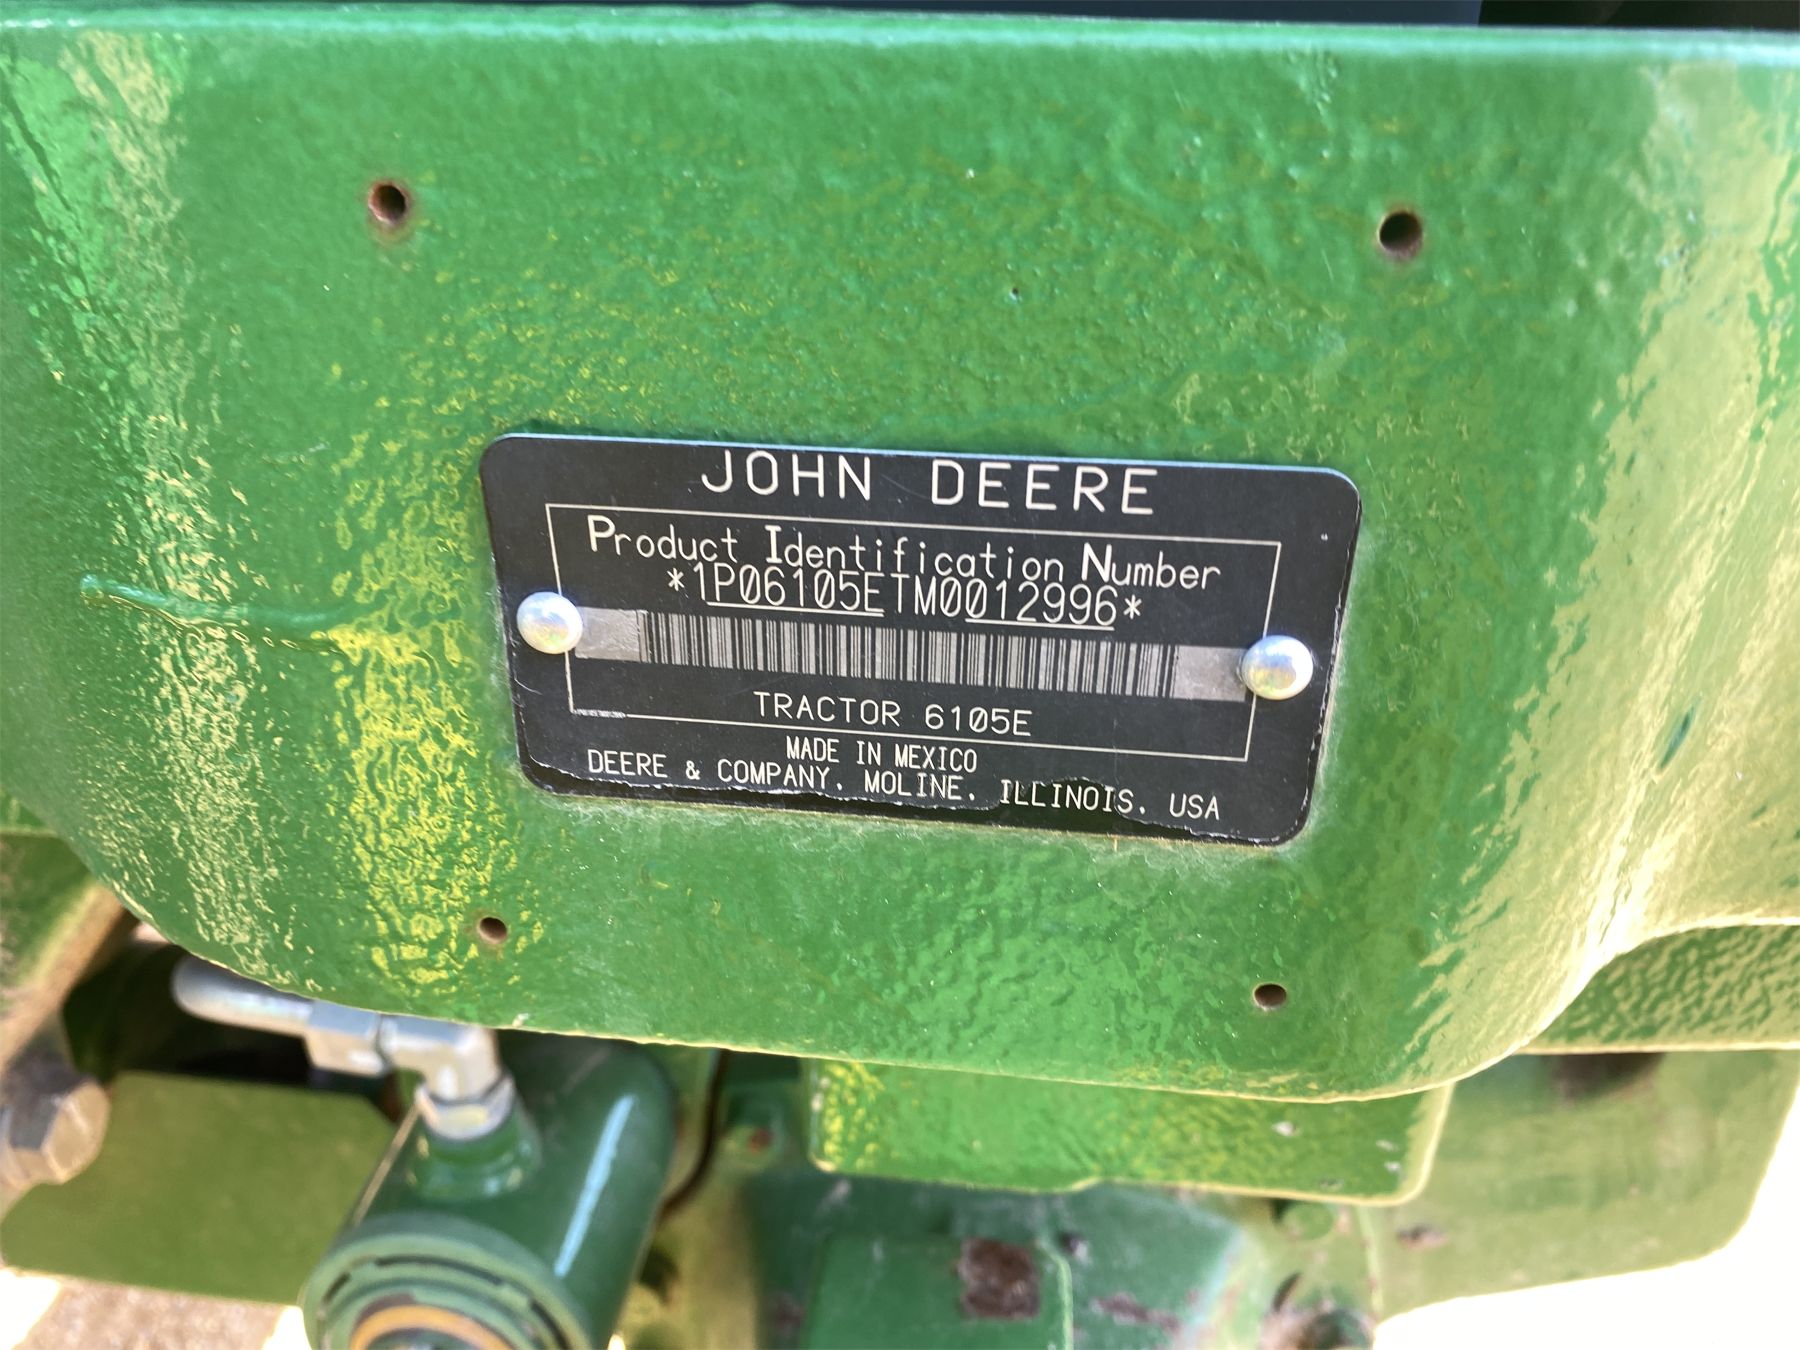 JOHN DEERE
Product Identification Number
*1P06105ETM0012996*
TRACTOR 6105E
MADE IN MEXICO
DEERE & COMPANY, MOLINE, ILLINOIS, USA